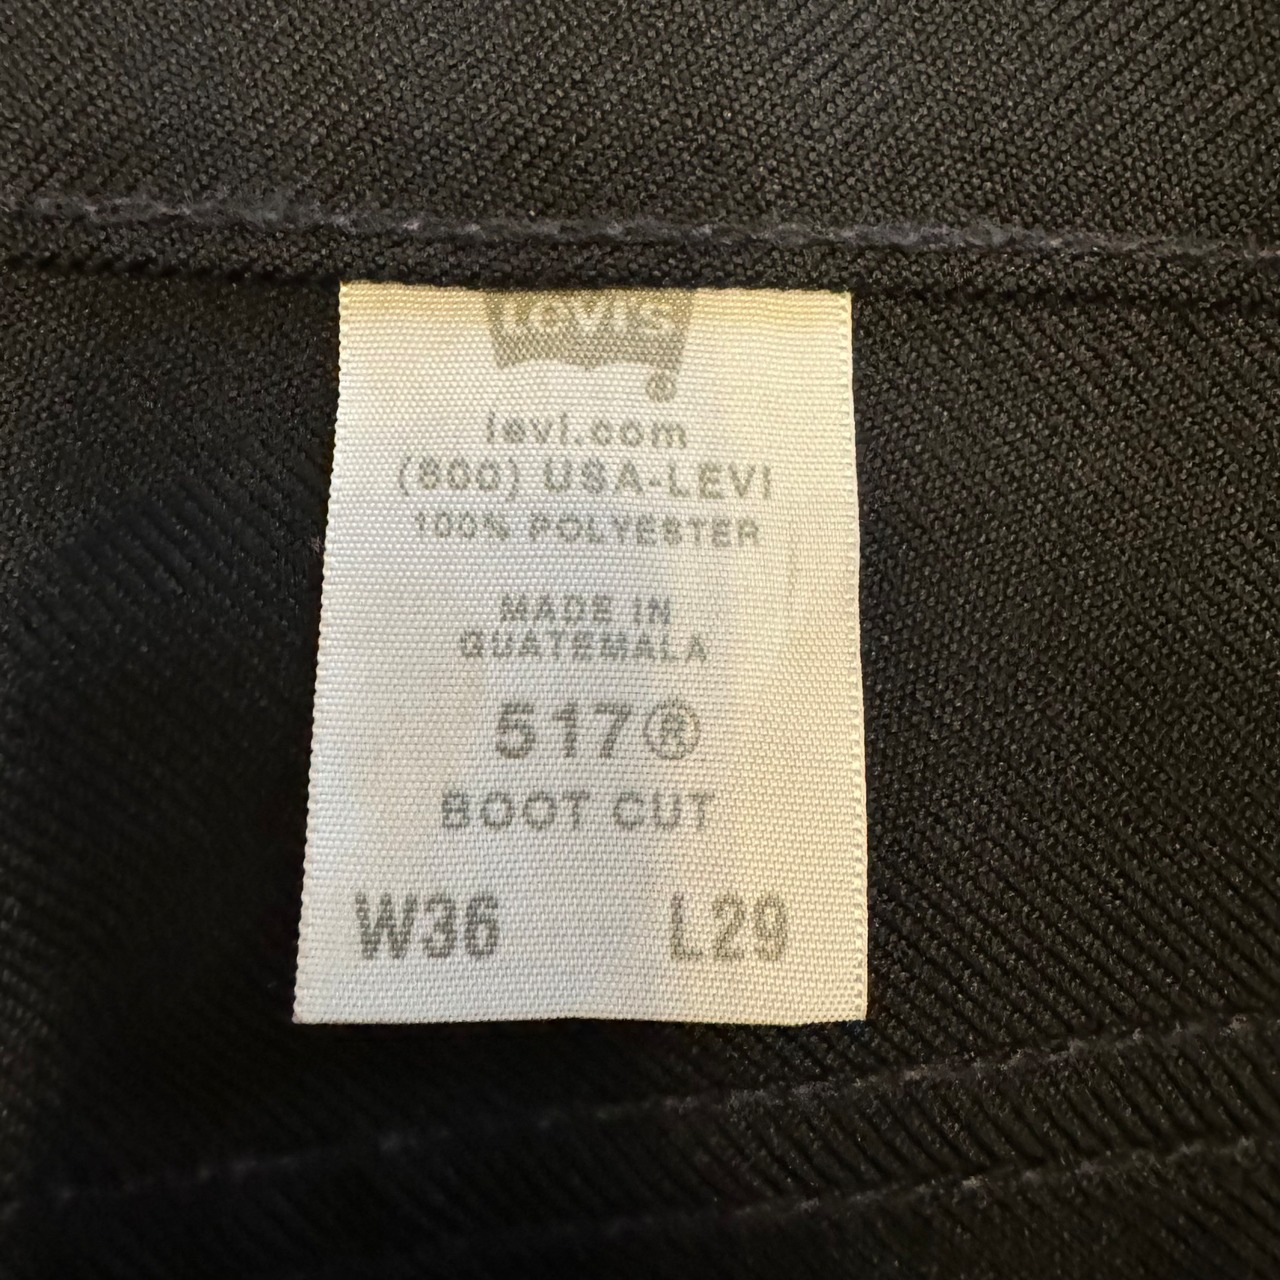 Levi's
®
levi.com
(800) USA-LEVI
100% POLYESTER
MADE IN
GUATEMALA
517®
BOOT CUT
W36 L29